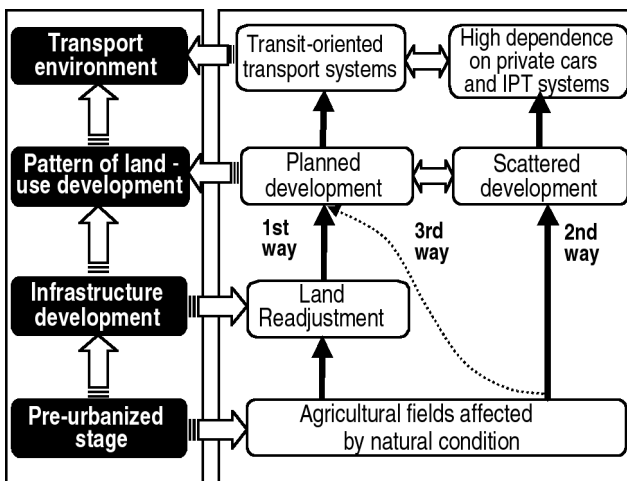 Transport
environment
Transit-oriented
transport systems
High dependence
on private cars
and IPT systems
Pattern of land -
use development
Planned
development
Scattered
development
1st
way
3rd
way
2nd
way
Infrastructure
development
Land
Readjustment
Pre-urbanized
stage
Agricultural fields affected
by natural condition